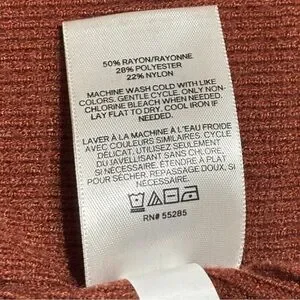 50% RAYON/RAYONNE
28% POLYESTER
22% NYLON
MACHINE WASH COLD WITH LIKE
COLORS. GENTLE CYCLE. ONLY NON-
CHLORINE BLEACH WHEN NEEDED.
LAY FLAT TO DRY. COOL IRON IF
NEEDED.
LAVER À LA MACHINE À L'EAU FROIDE
AVEC COULEURS SIMILAIRES. CYCLE
DÉLICAT. UTILISEZ SEULEMENT
DU JAVELLISANT SANS CHLORE,
SI NÉCESSAIRE. ÉTENDRE À PLAT
POUR SÉCHER. REPASSAGE DOUX, SI
NÉCESSAIRE.
RN# 55285